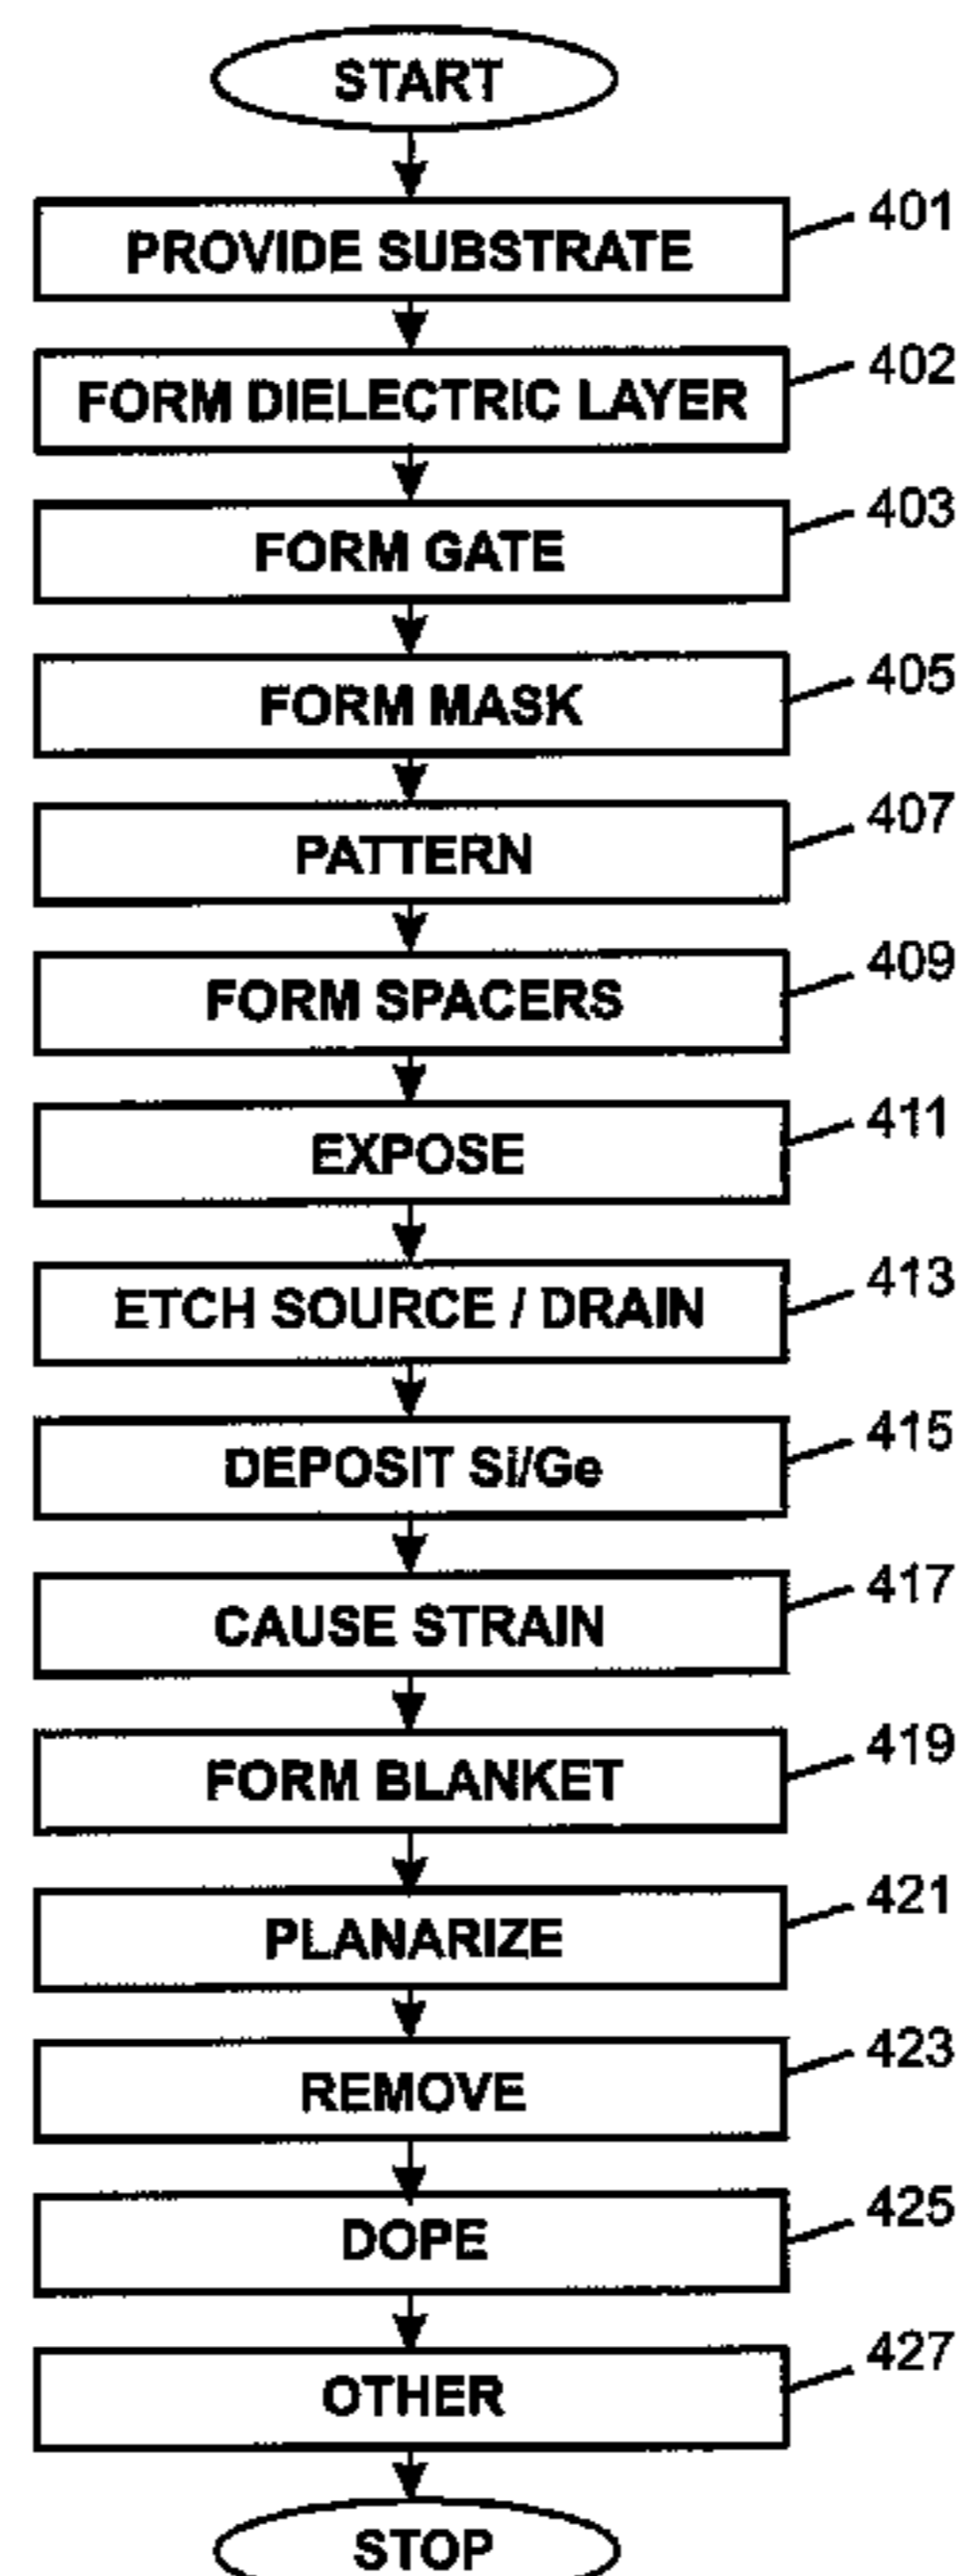 START
PROVIDE SUBSTRATE 401
FORM DIELECTRIC LAYER 402
FORM GATE 403
FORM MASK 405
PATTERN 407
FORM SPACERS 409
EXPOSE 411
ETCH SOURCE / DRAIN 413
DEPOSIT Si/Ge 415
CAUSE STRAIN 417
FORM BLANKET 419
PLANARIZE 421
REMOVE 423
DOPE 425
OTHER 427
STOP